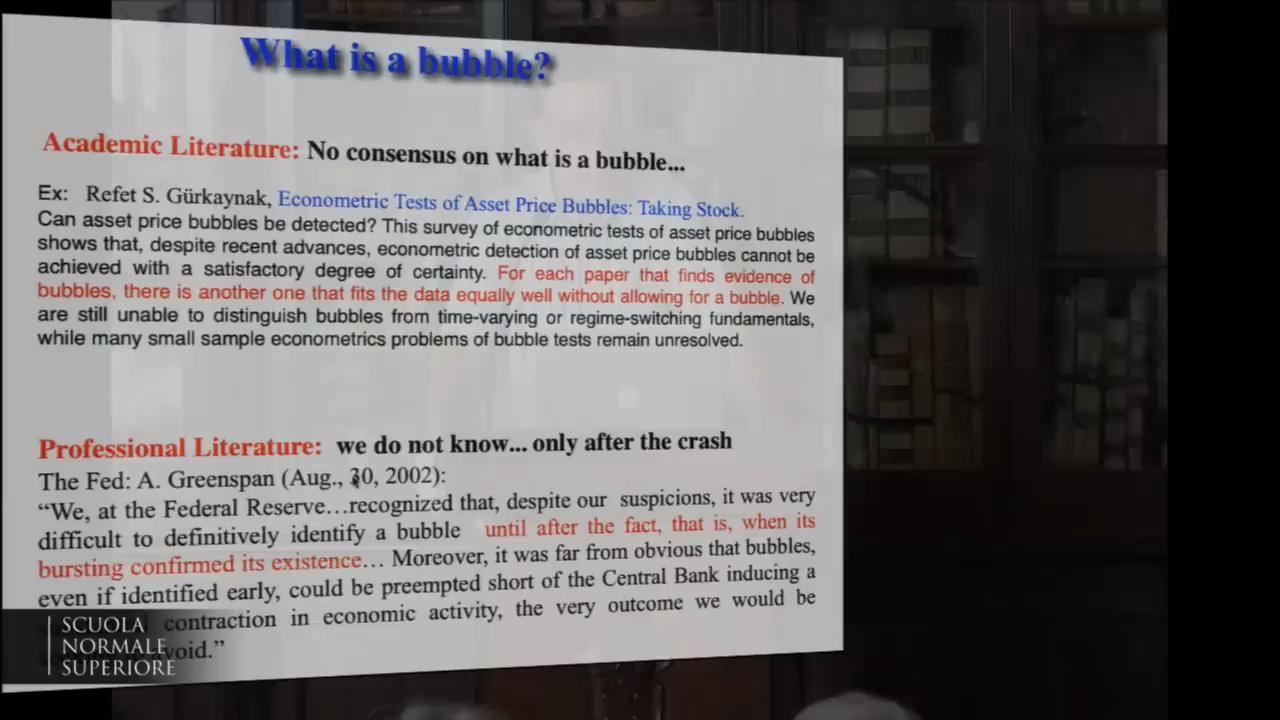 What is a bubble?
Academic Literature: No consensus on what is a bubble...
Ex: Refet S. Gürkaynak, Econometric Tests of Asset Price Bubbles: Taking Stock.
Can asset price bubbles be detected? This survey of econometric tests of asset price bubbles
shows that, despite recent advances, econometric detection of asset price bubbles cannot be
achieved with a satisfactory degree of certainty. For each paper that finds evidence of
bubbles, there is another one that fits the data equally well without allowing for a bubble. We
are still unable to distinguish bubbles from time-varying or regime-switching fundamentals,
while many small sample econometrics problems of bubble tests remain unresolved.
Professional Literature: we do not know... only after the crash
The Fed: A. Greenspan (Aug., 30, 2002):
“We, at the Federal Reserve…recognized that, despite our suspicions, it was very
difficult to definitively identify a bubble until after the fact, that is, when its
bursting confirmed its existence… Moreover, it was far from obvious that bubbles,
even if identified early, could be preempted short of the Central Bank inducing a
contraction in economic activity, the very outcome we would be
avoid.”
SCUOLA
NORMALE
SUPERIORE